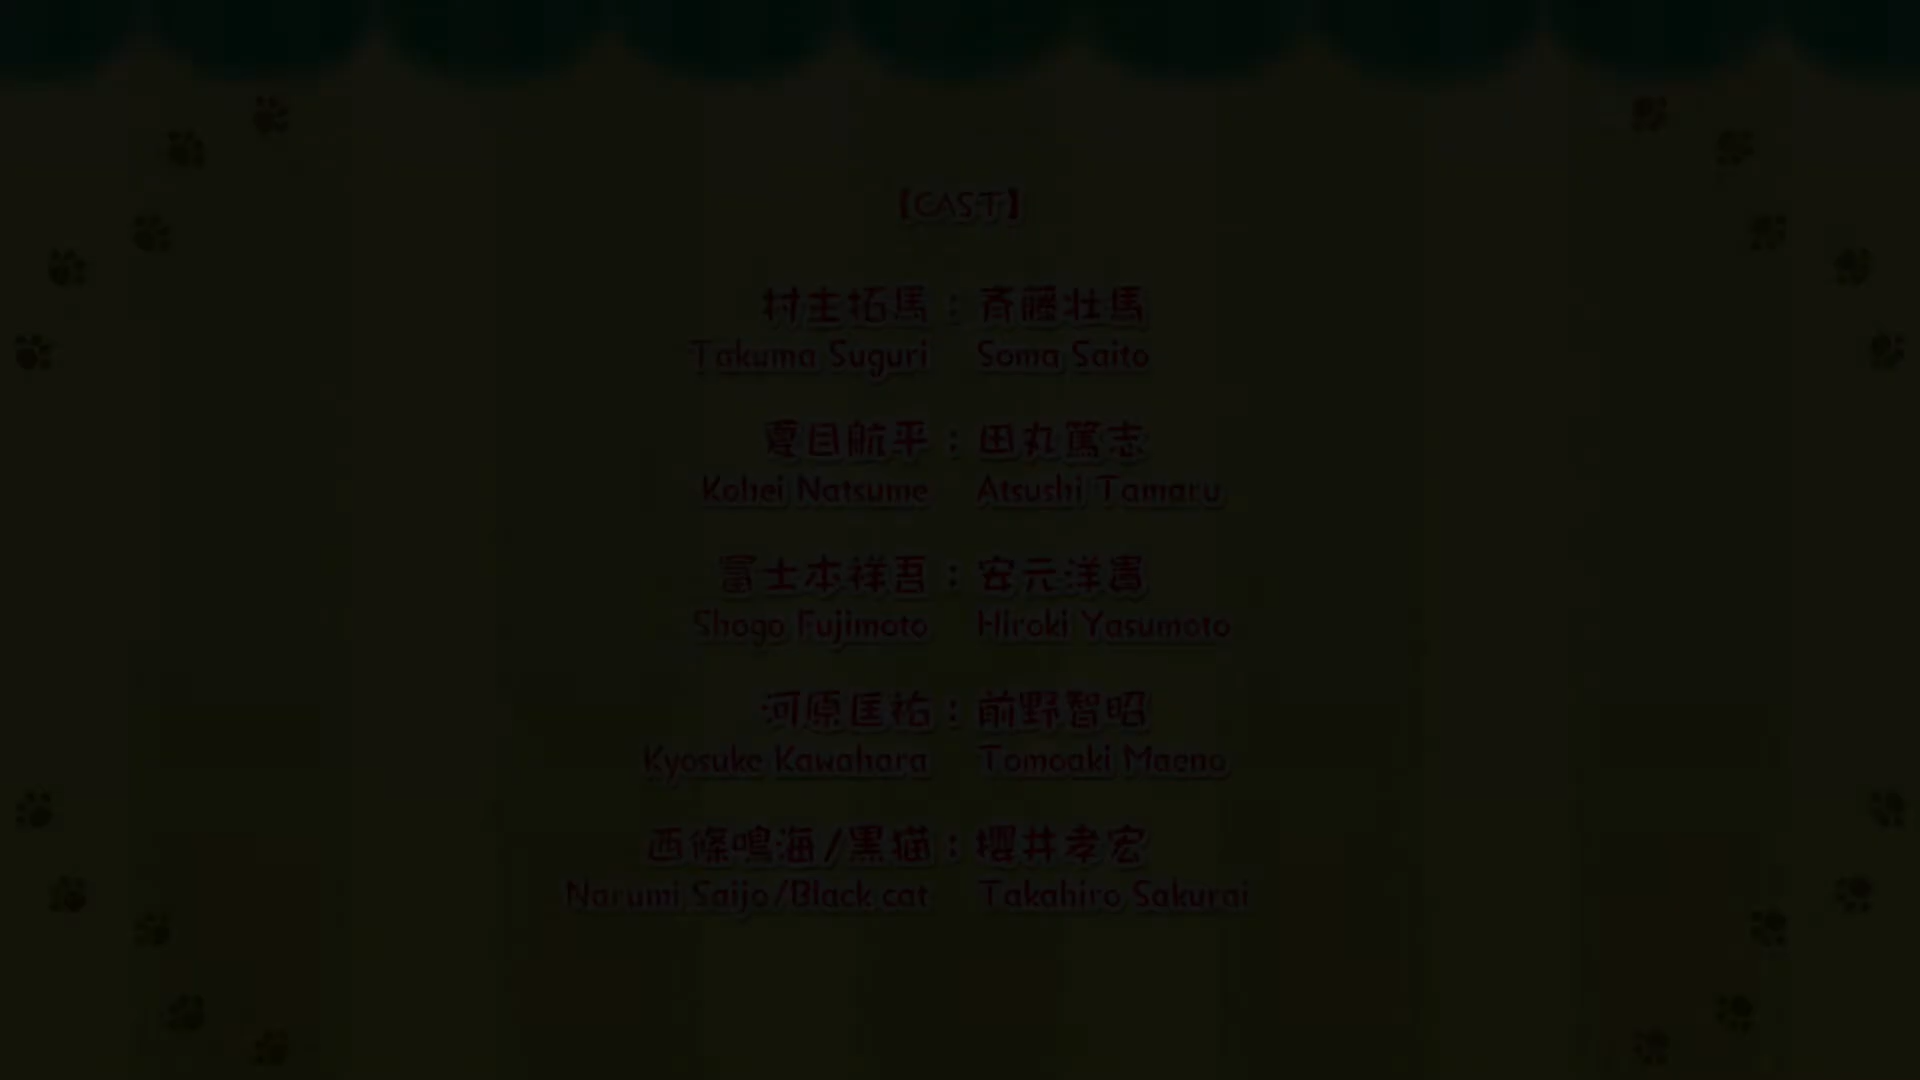 【CAST】
村主拓馬：斉藤壮馬
Takuma Suguri Soma Saito
夏目航平：田丸篤志
Kohei Natsume Atsushi Tamaru
冨士本祥吾：安元洋貴
Shogo Fujimoto Hiroki Yasumoto
河原匡祐：前野智昭
Kyosuke Kawahara Tomoaki Maeno
西條鳴海/黒猫：櫻井孝宏
Narumi Saijo/Black cat Takahiro Sakurai